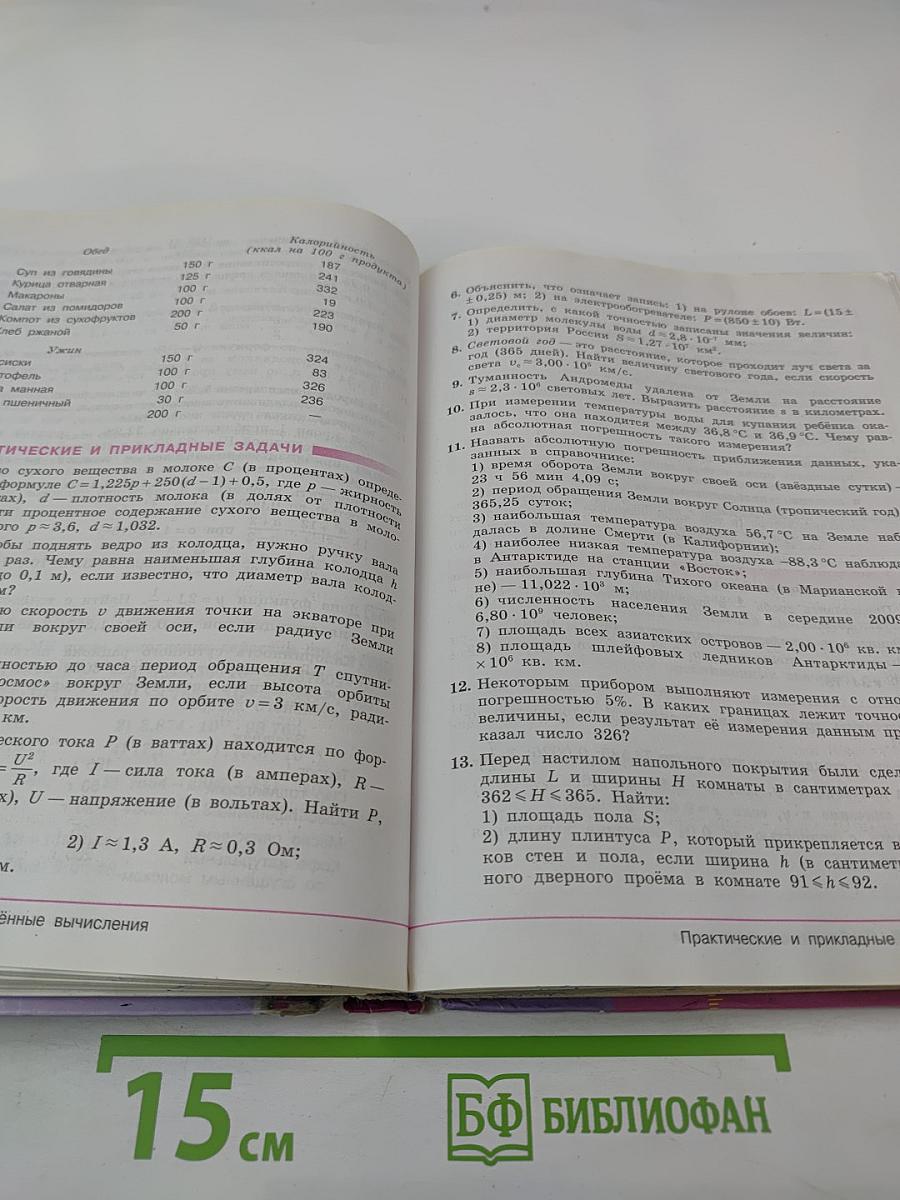 Обед
Калорийность
(ккал на 100 г продукта)
Суп из говядины 150 г 187
Курица отварная 125 г 241
Макароны 100 г 332
Салат из помидоров 100 г 19
Компот из сухофруктов 200 г 223
Хлеб ржаной 50 г 190
Ужин
сиски 150 г 324
тофель 100 г 83
а манная 100 г 326
пшеничный 30 г 236
200 г —
ТИЧЕСКИЕ И ПРИКЛАДНЫЕ ЗАДАЧИ
о сухого вещества в молоке C (в процентах) опреде-
формуле C=1,225p+250(d−1)+0,5, где p — жирность
ах), d — плотность молока (в долях от плотности
ти процентное содержание сухого вещества в моло-
ого p≈3,6, d≈1,032.
обы поднять ведро из колодца, нужно ручку вала
раз. Чему равна наименьшая глубина колодца h
до 0,1 м), если известно, что диаметр вала колод-
м?
ю скорость v движения точки на экваторе при
ли вокруг своей оси, если радиус Земли
ностью до часа период обращения T спутни-
осмос» вокруг Земли, если высота орбиты
орость движения по орбите v=3 км/с, ради-
км.
еского тока P (в ваттах) находится по фор-
= U²/R, где I — сила тока (в амперах), R —
х), U — напряжение (в вольтах). Найти P,
2) I≈1,3 А, R≈0,3 Ом;
м.
ённые вычисления
6. Объяснить, что означает запись: 1) на рулоне обоев: L=(15±
±0,25) м; 2) на электрообогревателе: P=(850±10) Вт.
7. Определить, с какой точностью записаны значения величин:
1) диаметр молекулы воды d≈2,8·10⁻⁷ мм;
2) территория России S≈1,27·10⁷ км².
8. Световой год — это расстояние, которое проходит луч света за
год (365 дней). Найти величину светового года, если скорость
света vс≈3,00·10⁵ км/с.
9. Туманность Андромеды удалена от Земли на расстояние
s≈2,3·10⁶ световых лет. Выразить расстояние s в километрах.
10. При измерении температуры воды для купания ребёнка ока-
залось, что она находится между 36,8°С и 36,9°С. Чему рав-
на абсолютная погрешность такого измерения?
11. Назвать абсолютную погрешность приближения данных, ука-
занных в справочнике:
1) время оборота Земли вокруг своей оси (звёздные сутки) —
23 ч 56 мин 4,09 с;
2) период обращения Земли вокруг Солнца (тропический год)
365,25 суток;
3) наибольшая температура воздуха 56,7°С на Земле наб
далась в долине Смерти (в Калифорнии);
4) наиболее низкая температура воздуха −88,3°С наблюда
в Антарктиде на станции «Восток»;
5) наибольшая глубина Тихого океана (в Марианской
не) — 11,022·10³ м;
6) численность населения Земли в середине 2009
6,80·10⁹ человек;
7) площадь всех азиатских островов — 2,00·10⁶ кв. км
8) площадь шлейфовых ледников Антарктиды —
×10⁶ кв. км.
12. Некоторым прибором выполняют измерения с отно
погрешностью 5%. В каких границах лежит точно
величины, если результат её измерения данным пр
казал число 326?
13. Перед настилом напольного покрытия были сдел
длины L и ширины H комнаты в сантиметрах
362⩽H⩽365. Найти:
1) площадь пола S;
2) длину плинтуса P, который прикрепляется в
ков стен и пола, если ширина h (в сантимет
ного дверного проёма в комнате 91⩽h⩽92.
Практические и прикладные
15 см
БФ БИБЛИОФАН